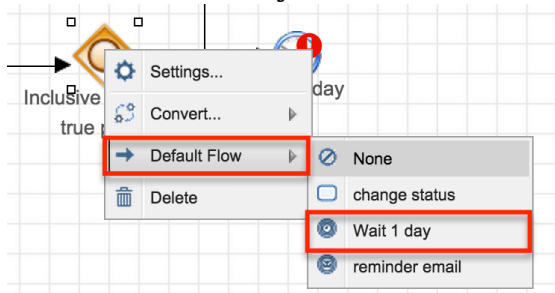 Settings...
day
Inclusive
Convert...
true
Default Flow
None
Delete
change status
Wait 1 day
reminder email